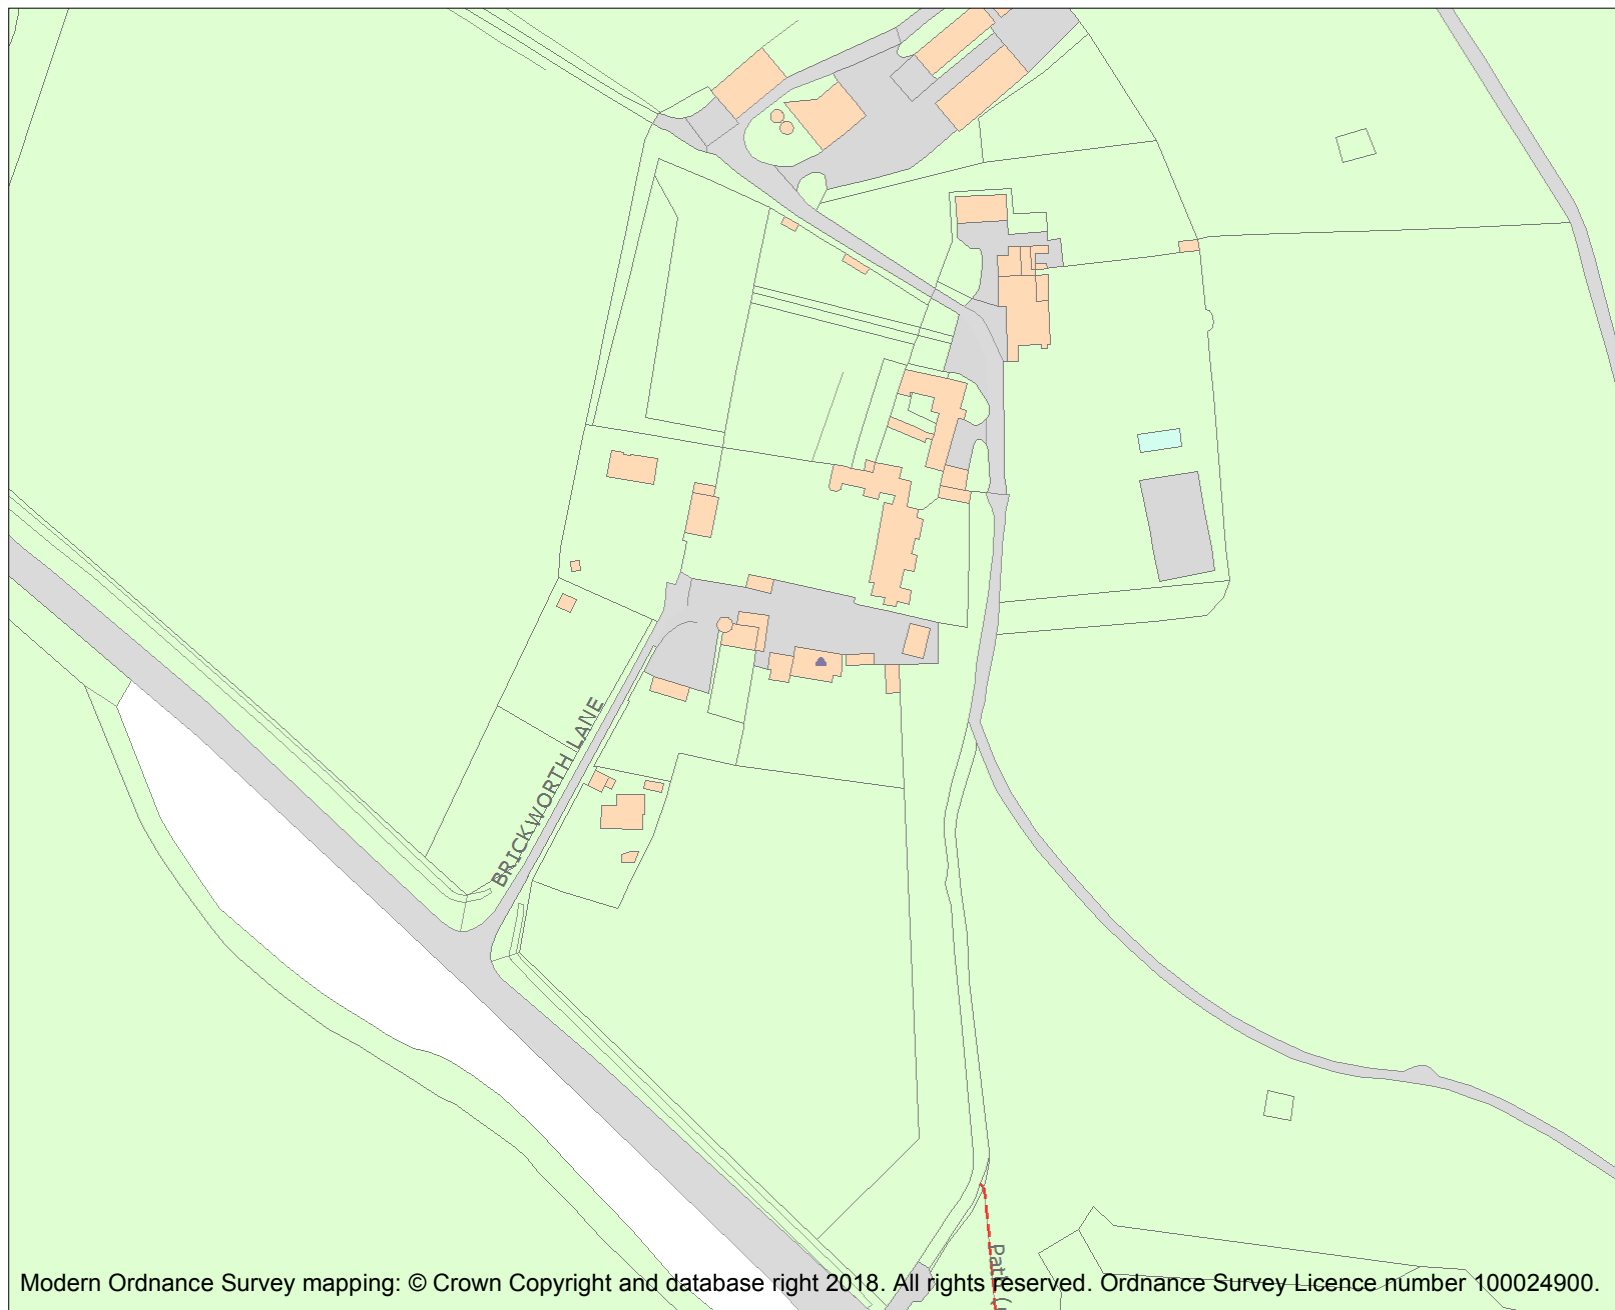 BRICKWORTH LANE
Path (
Modern Ordnance Survey mapping: © Crown Copyright and database right 2018. All rights reserved. Ordnance Survey Licence number 100024900.